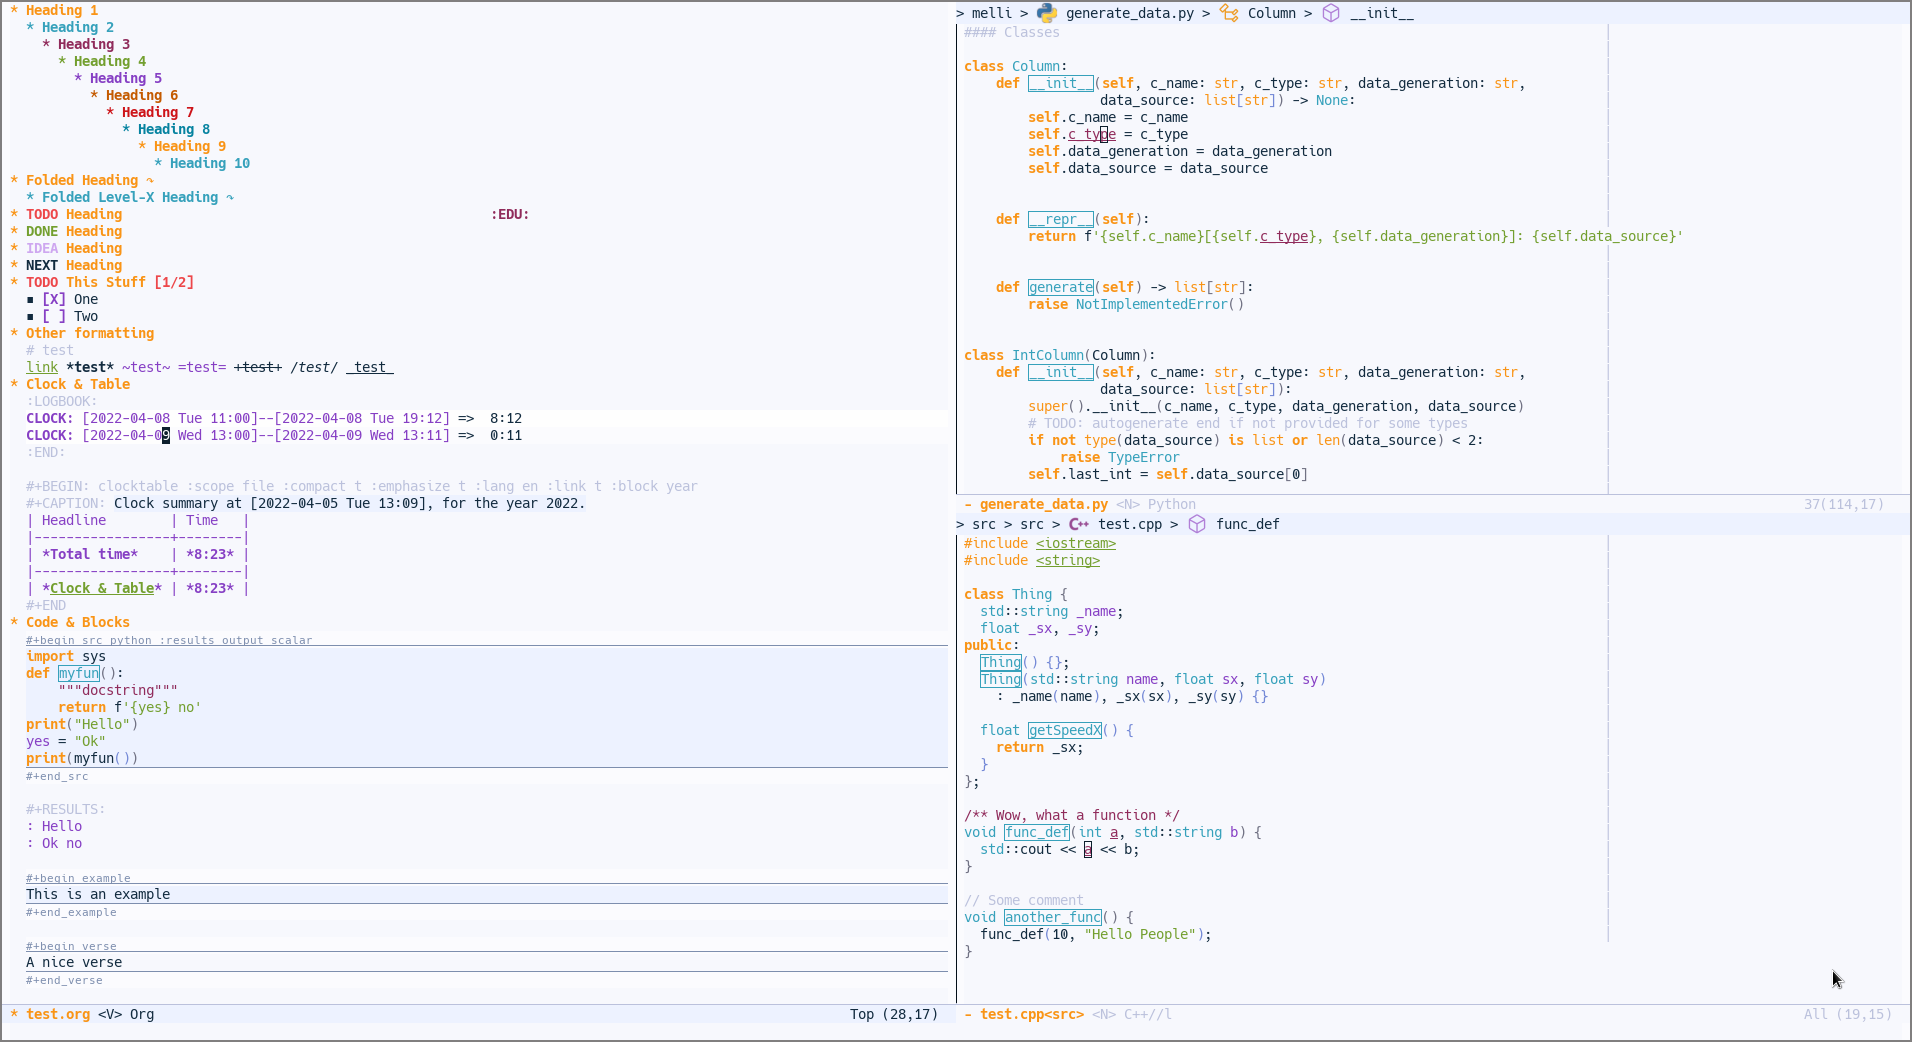 * Heading 1
* Heading 2
* Heading 3
* Heading 4
* Heading 5
* Heading 6
* Heading 7
* Heading 8
* Heading 9
* Heading 10
* Folded Heading ↷
* Folded Level-X Heading ↷
* TODO Heading :EDU:
* DONE Heading
* IDEA Heading
* NEXT Heading
* TODO This Stuff [1/2]
▪ [X] One
▪ [ ] Two
* Other formatting
# test
link *test* ~test~ =test= +test+ /test/ _test_
* Clock & Table
:LOGBOOK:
CLOCK: [2022-04-08 Tue 11:00]--[2022-04-08 Tue 19:12] =>  8:12
CLOCK: [2022-04-09 Wed 13:00]--[2022-04-09 Wed 13:11] =>  0:11
:END:
#+BEGIN: clocktable :scope file :compact t :emphasize t :lang en :link t :block year
#+CAPTION: Clock summary at [2022-04-05 Tue 13:09], for the year 2022.
| Headline        | Time   |
|-----------------+--------|
| *Total time*    | *8:23* |
|-----------------+--------|
| *Clock & Table* | *8:23* |
#+END
* Code & Blocks
#+begin_src python :results output scalar
import sys
def myfun():
    """docstring"""
    return f'{yes} no'
print("Hello")
yes = "Ok"
print(myfun())
#+end_src
#+RESULTS:
: Hello
: Ok no
#+begin_example
This is an example
#+end_example
#+begin_verse
A nice verse
#+end_verse
* test.org <V> Org Top (28,17)
> melli > generate_data.py > Column > __init__
#### Classes
class Column:
    def __init__(self, c_name: str, c_type: str, data_generation: str,
                 data_source: list[str]) -> None:
        self.c_name = c_name
        self.c_type = c_type
        self.data_generation = data_generation
        self.data_source = data_source
    def __repr__(self):
        return f'{self.c_name}[{self.c_type}, {self.data_generation}]: {self.data_source}'
    def generate(self) -> list[str]:
        raise NotImplementedError()
class IntColumn(Column):
    def __init__(self, c_name: str, c_type: str, data_generation: str,
                 data_source: list[str]):
        super().__init__(c_name, c_type, data_generation, data_source)
        # TODO: autogenerate end if not provided for some types
        if not type(data_source) is list or len(data_source) < 2:
            raise TypeError
        self.last_int = self.data_source[0]
- generate_data.py <N> Python 37(114,17)
> src > src > C++ test.cpp > func_def
#include <iostream>
#include <string>
class Thing {
  std::string _name;
  float _sx, _sy;
public:
  Thing() {};
  Thing(std::string name, float sx, float sy)
    : _name(name), _sx(sx), _sy(sy) {}
  float getSpeedX() {
    return _sx;
  }
};
/** Wow, what a function */
void func_def(int a, std::string b) {
  std::cout << a << b;
}
// Some comment
void another_func() {
  func_def(10, "Hello People");
}
- test.cpp<src> <N> C++//l All (19,15)